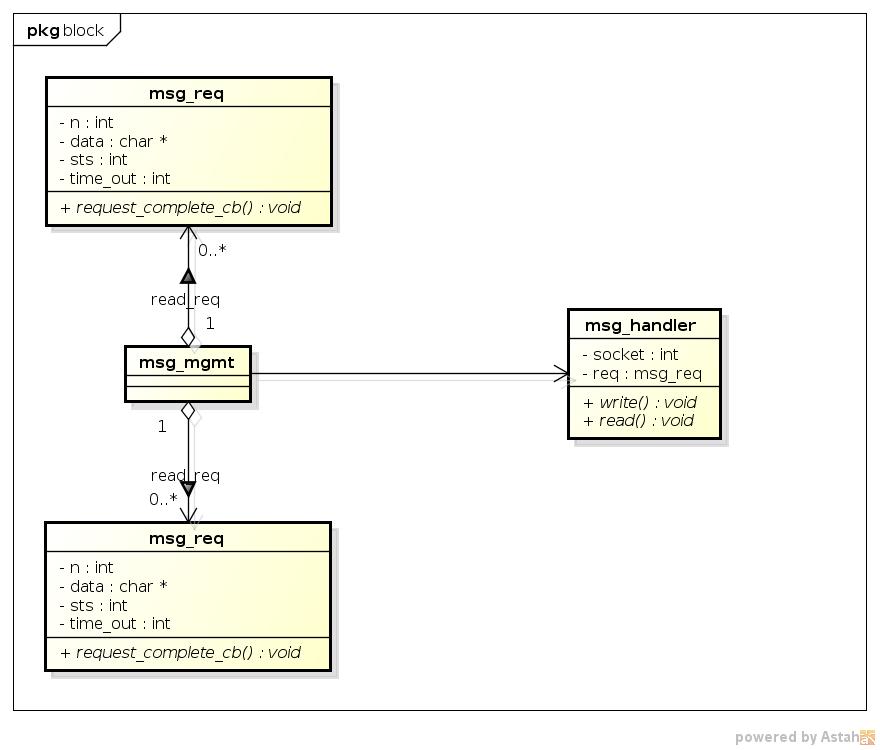 pkg block
msg_req
- n : int
- data : char *
- sts : int
- time_out : int
+ request_complete_cb() : void
0..*
read_req
1
msg_mgmt
msg_handler
- socket : int
- req : msg_req
+ write() : void
+ read() : void
1
read_req
0..*
msg_req
- n : int
- data : char *
- sts : int
- time_out : int
+ request_complete_cb() : void
powered by Astah